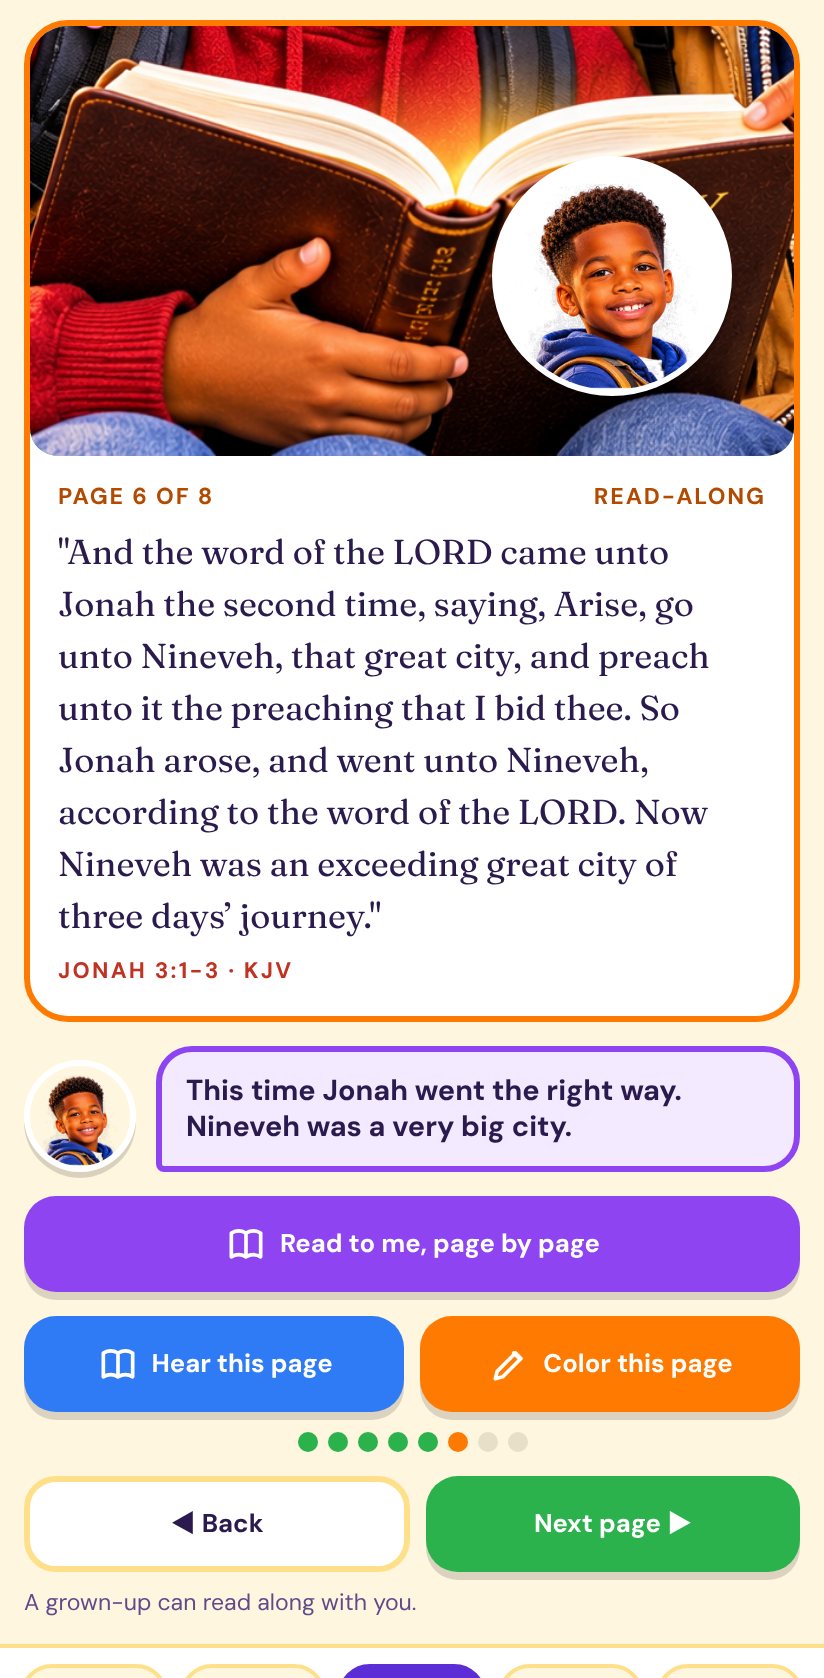 PAGE 6 OF 8
READ-ALONG
"And the word of the LORD came unto
Jonah the second time, saying, Arise, go
unto Nineveh, that great city, and preach
unto it the preaching that I bid thee. So
Jonah arose, and went unto Nineveh,
according to the word of the LORD. Now
Nineveh was an exceeding great city of
three days’ journey."
JONAH 3:1-3 · KJV
This time Jonah went the right way.
Nineveh was a very big city.
Read to me, page by page
Hear this page
Color this page
◀ Back
Next page ▶
A grown-up can read along with you.